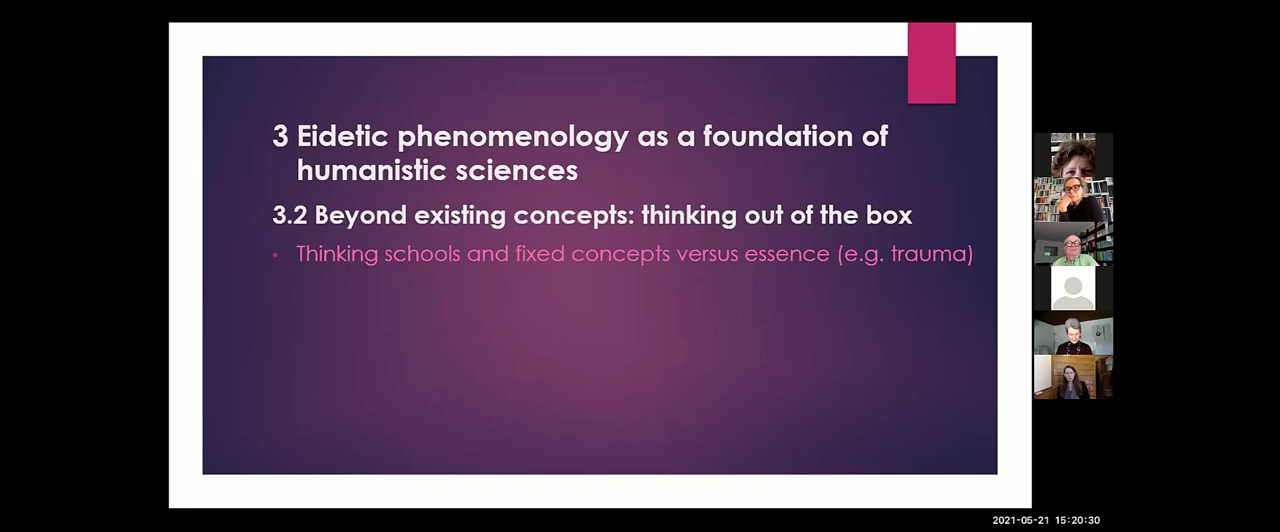 3 Eidetic phenomenology as a foundation of
humanistic sciences
3.2 Beyond existing concepts: thinking out of the box
• Thinking schools and fixed concepts versus essence (e.g. trauma)
2021-05-21 15:20:30